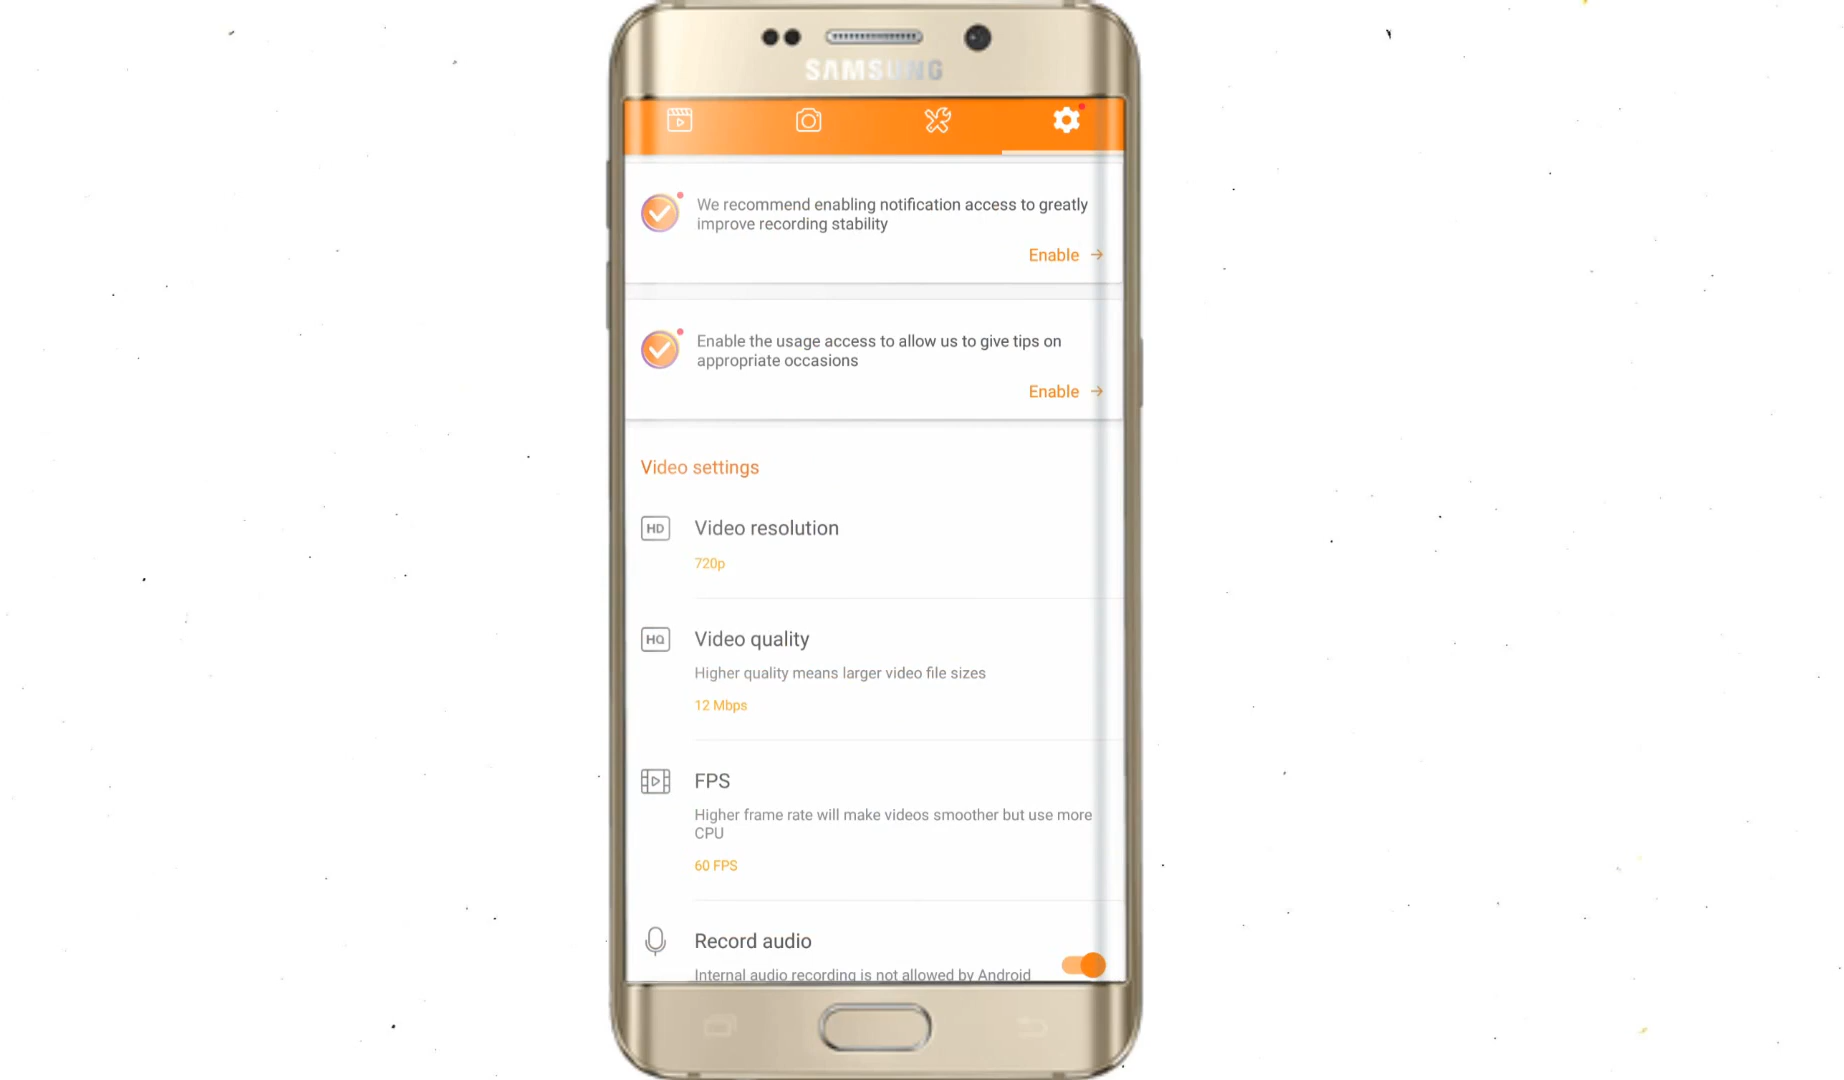 SAMSUNG
We recommend enabling notification access to greatly
improve recording stability
Enable
Enable the usage access to allow us to give tips on
appropriate occasions
Enable
Video settings
HD
Video resolution
720p
HQ
Video quality
Higher quality means larger video file sizes
12 Mbps
FPS
Higher frame rate will make videos smoother but use more
CPU
60 FPS
Record audio
Internal audio recording is not allowed by Android